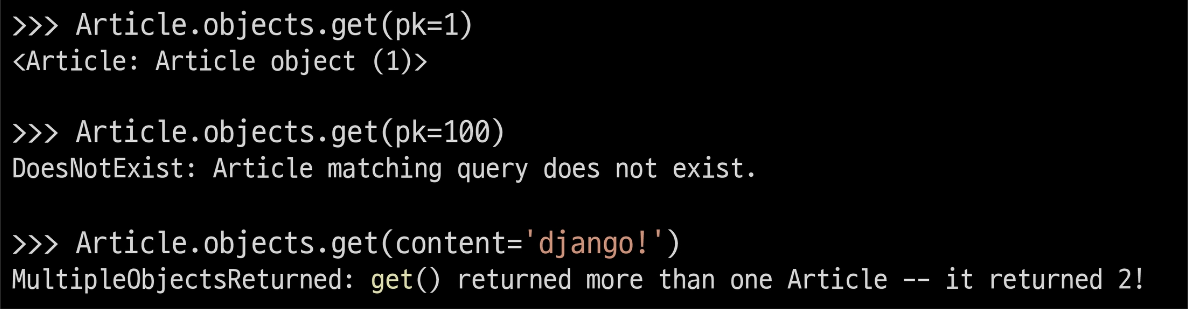 >>> Article.objects.get(pk=1)
<Article: Article object (1)>
>>> Article.objects.get(pk=100)
DoesNotExist: Article matching query does not exist.
>>> Article.objects.get(content='django!')
MultipleObjectsReturned: get() returned more than one Article -- it returned 2!